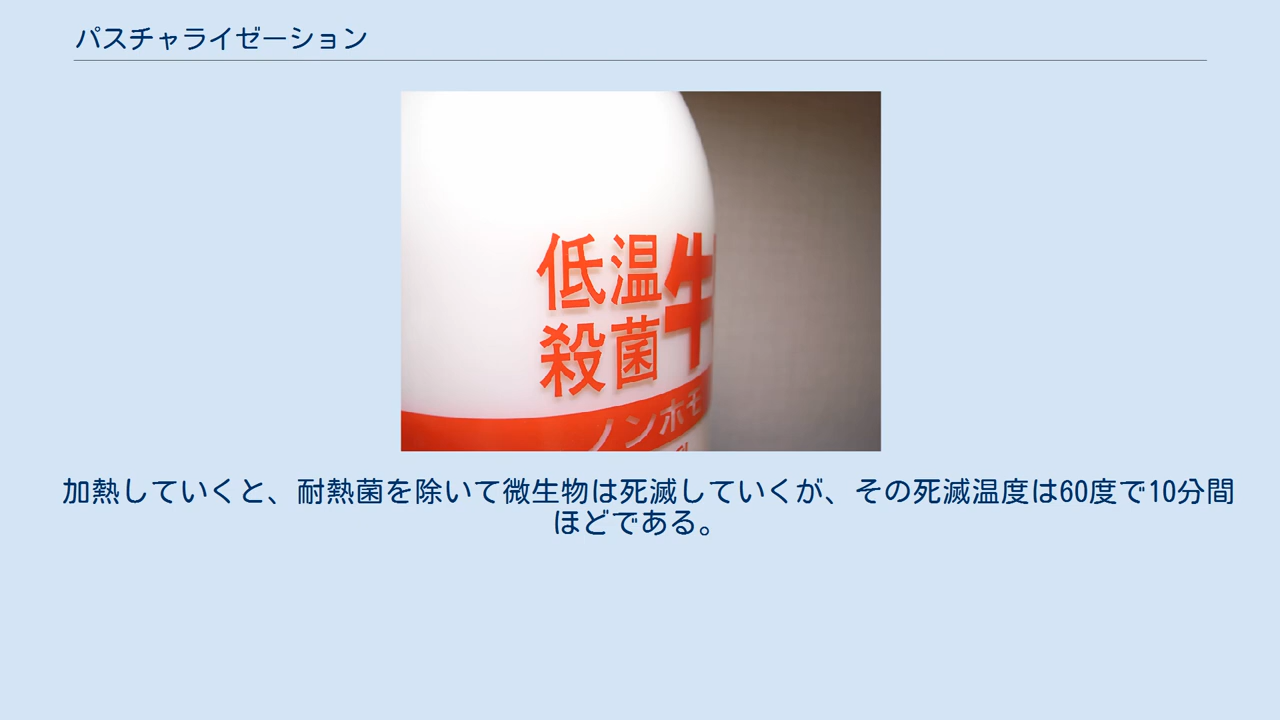 パスチャライゼーション
低温
殺菌
牛
ノンホモ
加熱していくと、耐熱菌を除いて微生物は死滅していくが、その死滅温度は60度で10分間
ほどである。